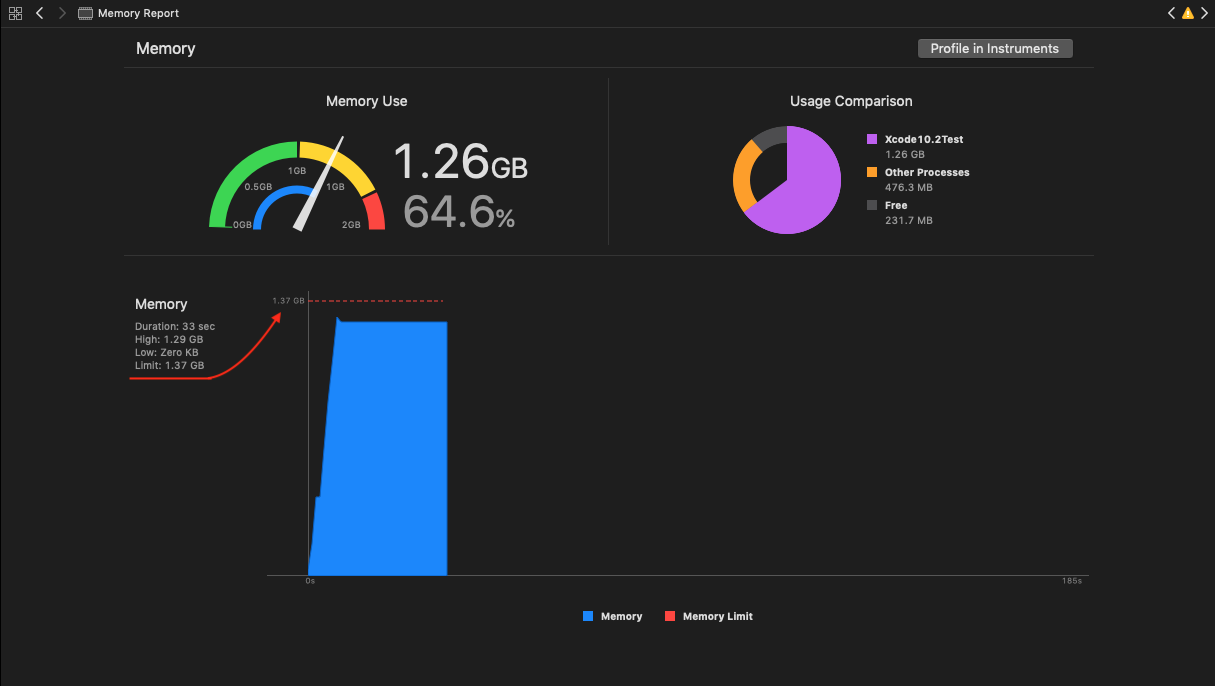 Memory Report
Memory
Profile in Instruments
Memory Use
1.26GB
64.6%
0GB
0.5GB
1GB
1GB
2GB
Usage Comparison
Xcode10.2Test
1.26 GB
Other Processes
476.3 MB
Free
231.7 MB
Memory
Duration: 33 sec
High: 1.29 GB
Low: Zero KB
Limit: 1.37 GB
1.37 GB
0s
185s
Memory
Memory Limit